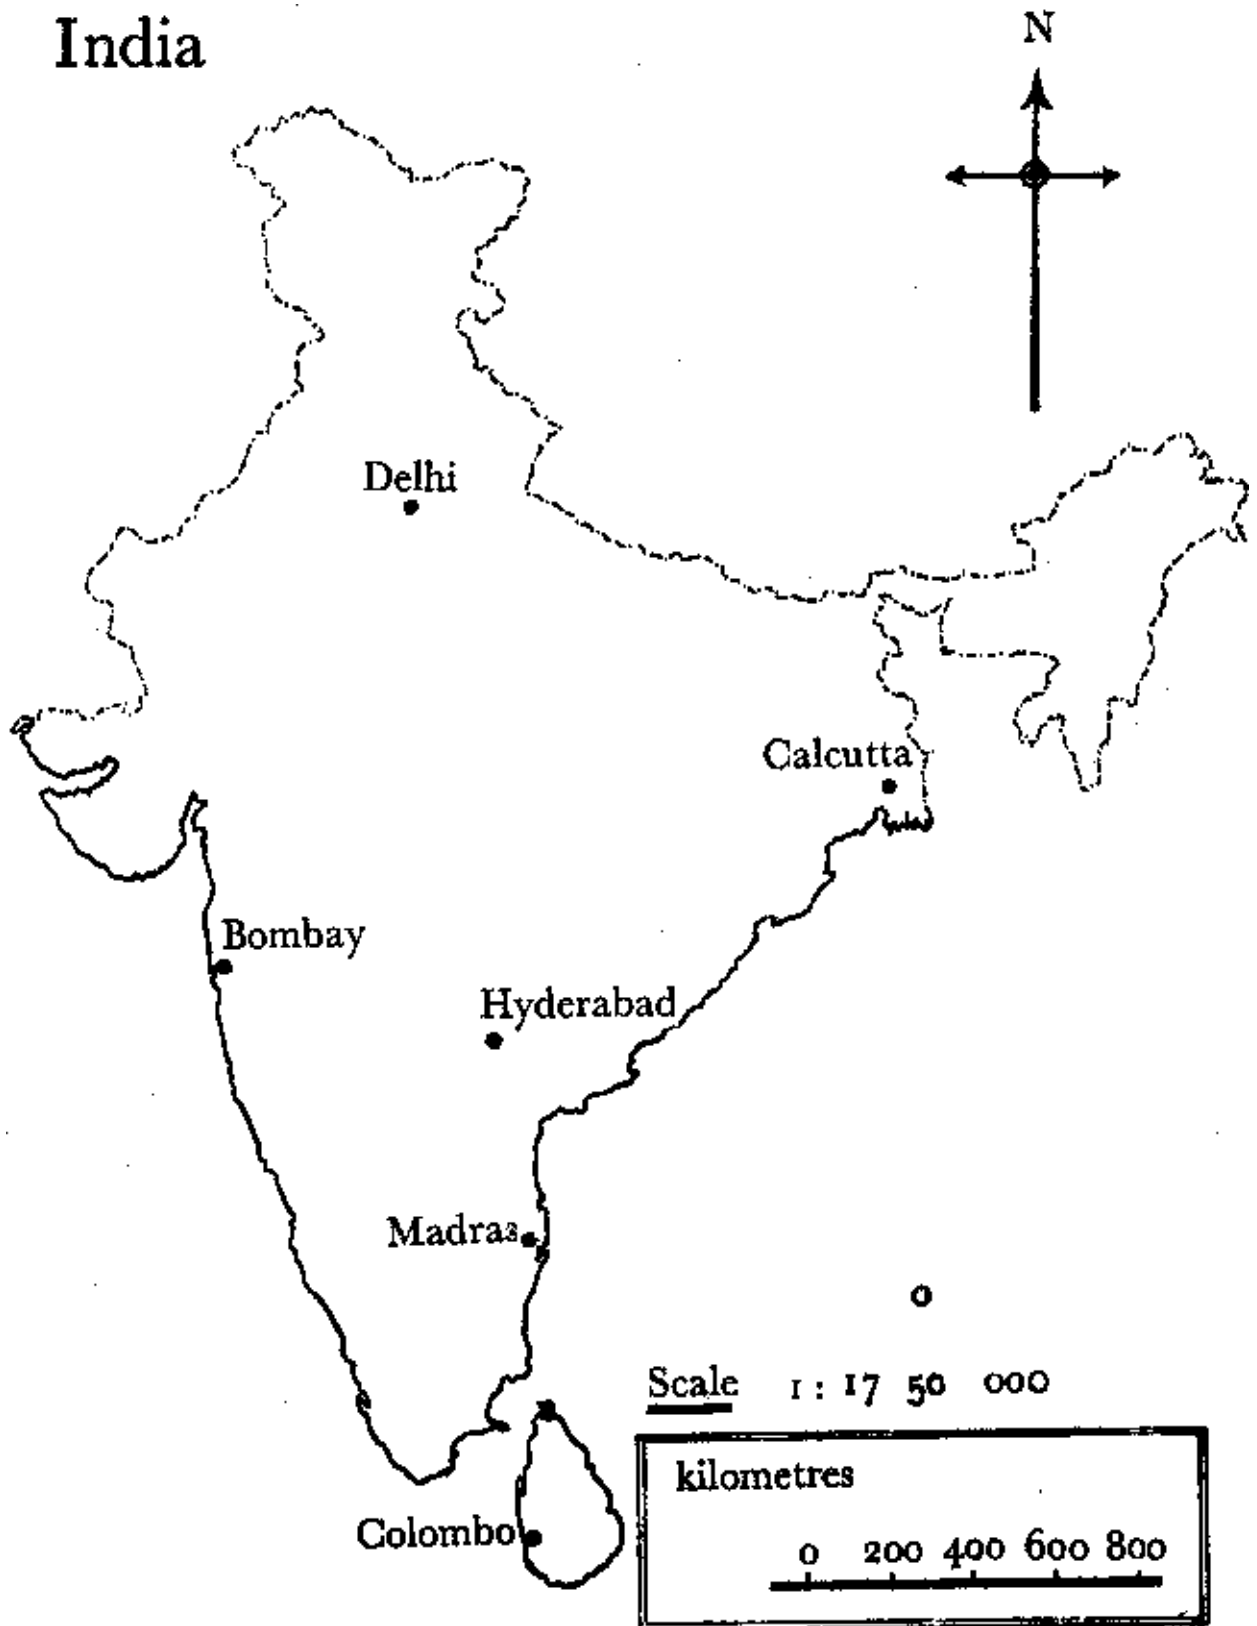 India
N
Delhi
Calcutta
Bombay
Hyderabad
Madras
Scale 1 : 17 50 000
kilometres
Colombo
0 200 400 600 800